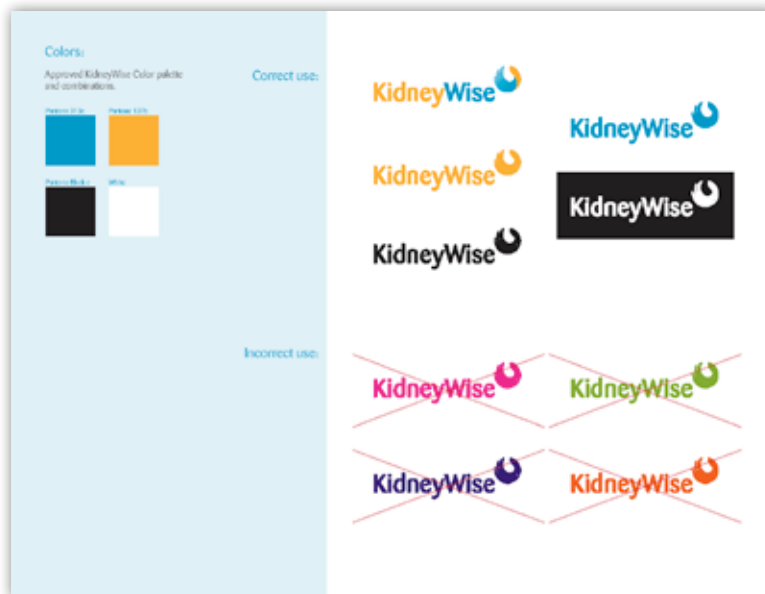 Colors:
Approved KidneyWise Color palette
and combinations.
White
Correct use:
KidneyWise
KidneyWise
KidneyWise
KidneyWise
KidneyWise
Incorrect use:
KidneyWise
KidneyWise
KidneyWise
KidneyWise